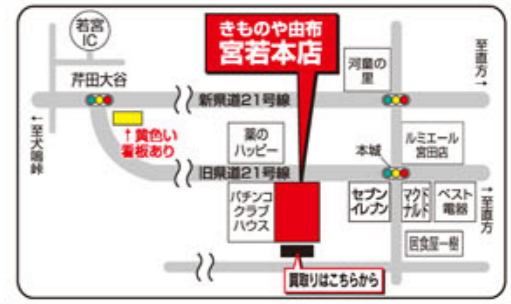 若宮
IC
きものや由布
宮若本店
河童の
里
至直方→
芹田大谷
新県道21号線
↑黄色い
看板あり
←至犬鳴峠
薬の
ハッピー
本城
ルミエール
宮田店
旧県道21号線
パチンコ
クラブ
ハウス
セブン
イレブン
マクド
ナルド
ベスト
電器
→至直方
居食屋一樹
買取りはこちらから